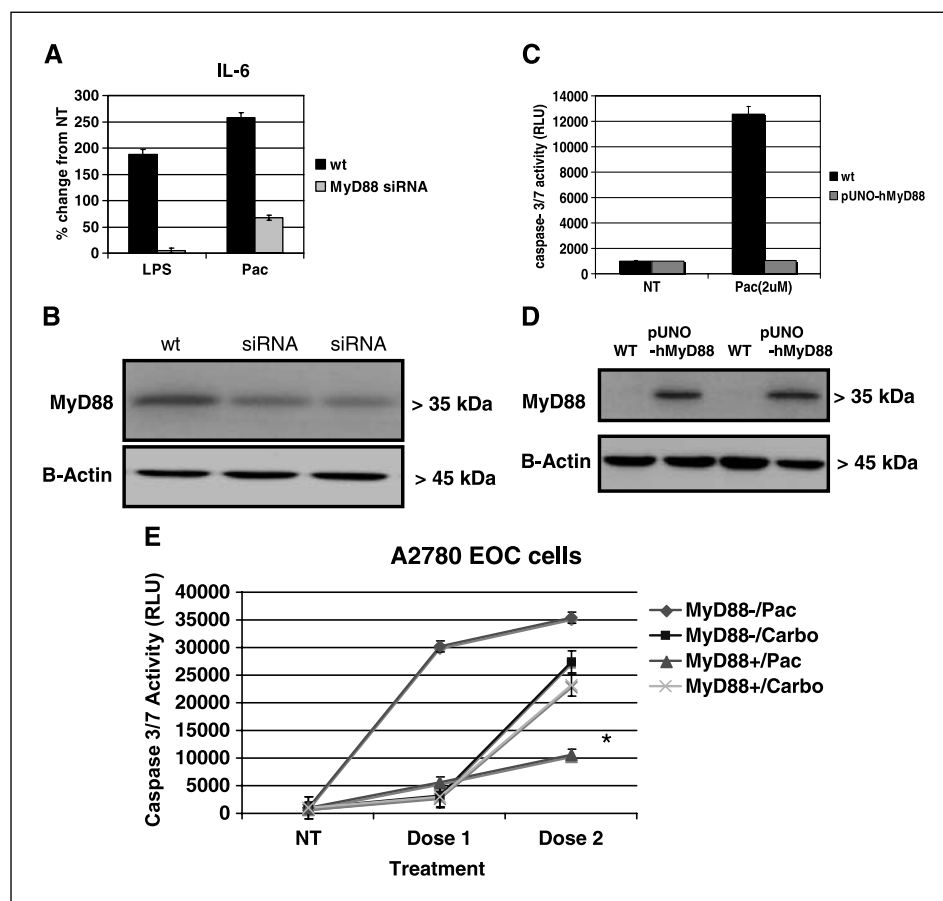 A
IL-6
% change from NT
300
250
200
150
100
50
0
LPS
Pac
wt
MyD88 siRNA
C
caspase- 3/7 activity (RLU)
14000
12000
10000
8000
6000
4000
2000
0
NT
Pac(2uM)
wt
pUNO-hMyD88
B
wt siRNA siRNA
MyD88
> 35 kDa
B-Actin
> 45 kDa
D
WT pUNO -hMyD88 WT pUNO -hMyD88
MyD88
> 35 kDa
B-Actin
> 45 kDa
E
A2780 EOC cells
Caspase 3/7 Activity (RLU)
40000
35000
30000
25000
20000
15000
10000
5000
0
NT
Dose 1
Dose 2
Treatment
*
MyD88-/Pac
MyD88-/Carbo
MyD88+/Pac
MyD88+/Carbo